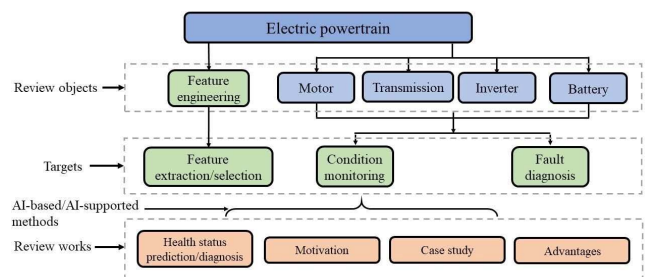 Electric powertrain
Review objects
Feature
engineering
Motor
Transmission
Inverter
Battery
Targets
Feature
extraction/selection
Condition
monitoring
Fault
diagnosis
AI-based/AI-supported
methods
Review works
Health status
prediction/diagnosis
Motivation
Case study
Advantages